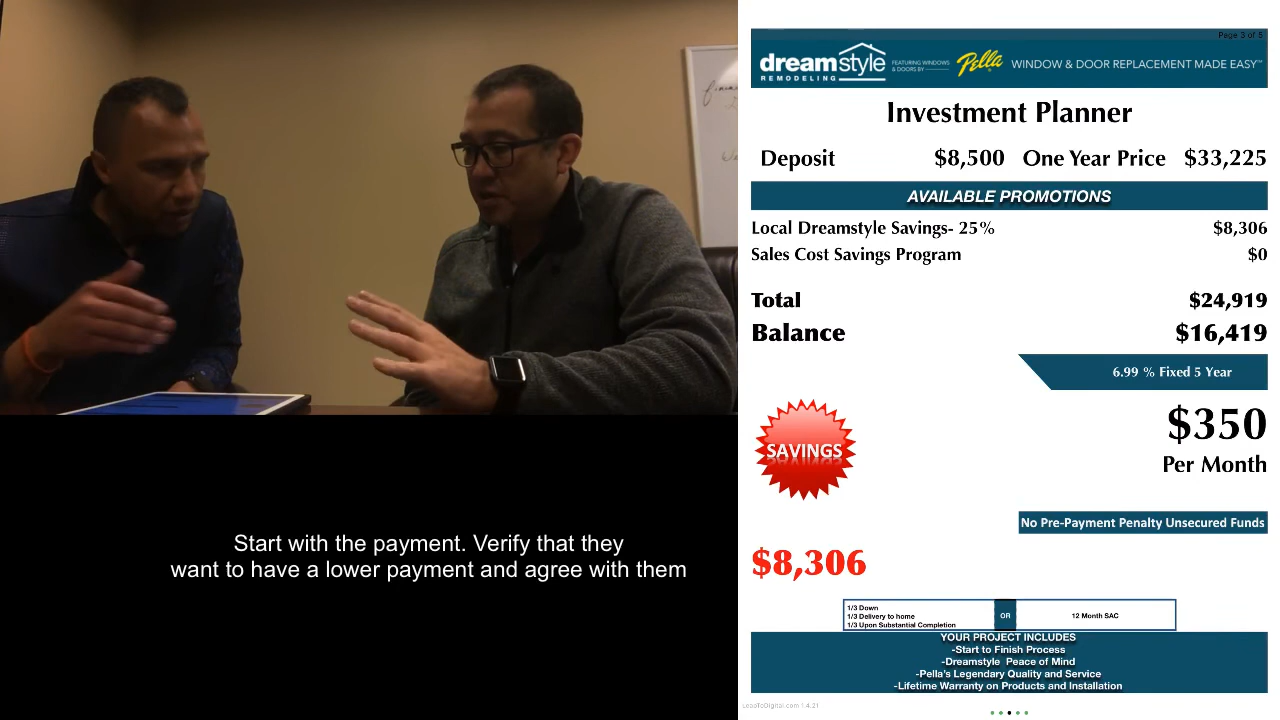 Page 3 of 5
dreamstyle
REMODELING
FEATURING WINDOWS
& DOORS BY
Pella
WINDOW & DOOR REPLACEMENT MADE EASY℠
Investment Planner
Deposit $8,500 One Year Price $33,225
AVAILABLE PROMOTIONS
Local Dreamstyle Savings- 25% $8,306
Sales Cost Savings Program $0
Total $24,919
Balance $16,419
6.99 % Fixed 5 Year
$350
Per Month
SAVINGS
No Pre-Payment Penalty Unsecured Funds
$8,306
1/3 Down
1/3 Delivery to home
1/3 Upon Substantial Completion
OR
12 Month SAC
YOUR PROJECT INCLUDES
-Start to Finish Process
-Dreamstyle Peace of Mind
-Pella's Legendary Quality and Service
-Lifetime Warranty on Products and Installation
LeapToDigital.com 1.4.21
Start with the payment. Verify that they
want to have a lower payment and agree with them